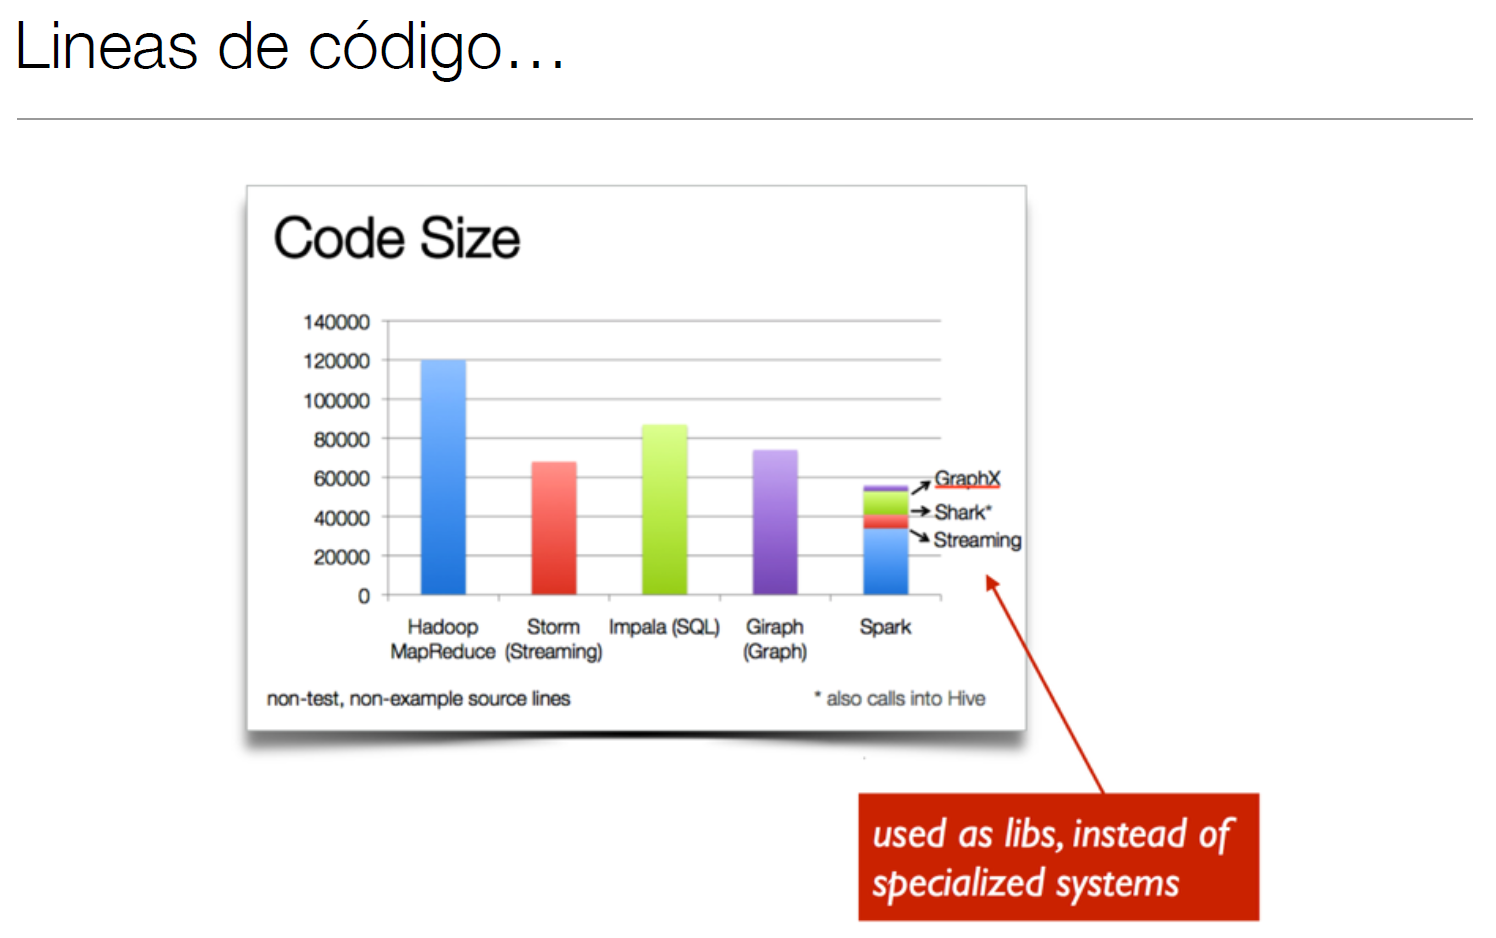 Lineas de código…
Code Size
140000
120000
100000
80000
60000
40000
20000
0
GraphX
Shark*
Streaming
Hadoop MapReduce
Storm (Streaming)
Impala (SQL)
Giraph (Graph)
Spark
non-test, non-example source lines
* also calls into Hive
used as libs, instead of
specialized systems